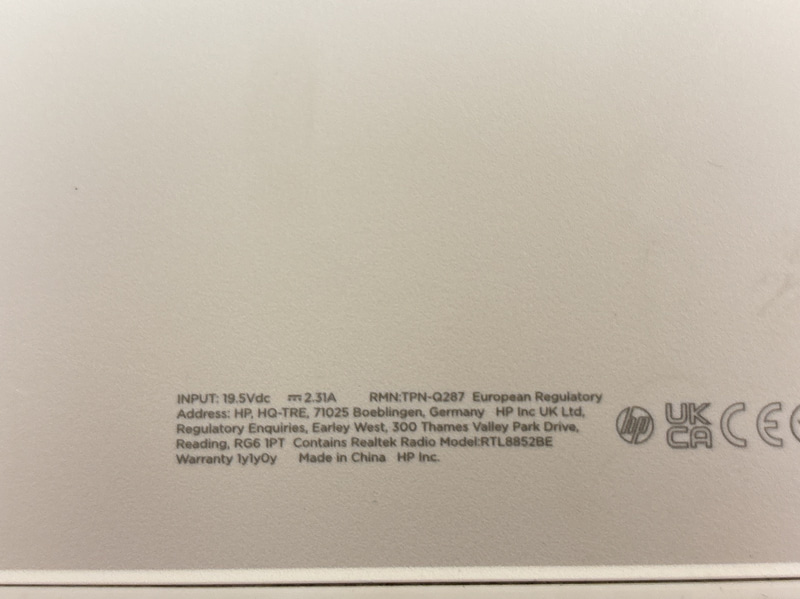 INPUT: 19.5Vdc ⎓ 2.31A RMN:TPN-Q287 European Regulatory
Address: HP, HQ-TRE, 71025 Boeblingen, Germany HP Inc UK Ltd,
Regulatory Enquiries, Earley West, 300 Thames Valley Park Drive,
Reading, RG6 1PT Contains Realtek Radio Model:RTL8852BE
Warranty 1y1y0y Made in China HP Inc.
hp UK CA CE